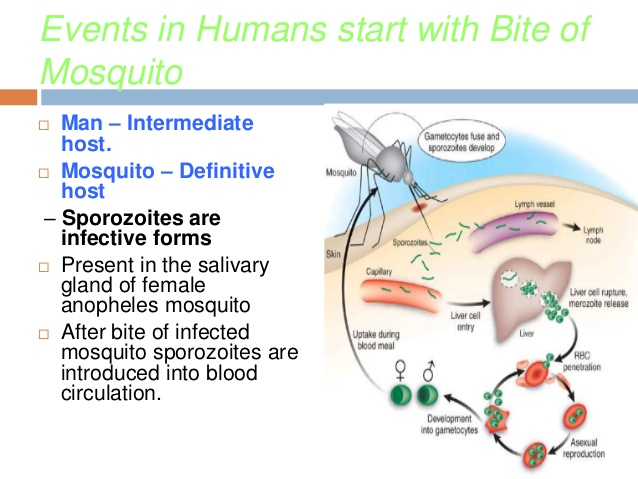 Events in Humans start with Bite of
Mosquito
Man – Intermediate
host.
Mosquito – Definitive
host
– Sporozoites are
infective forms
Present in the salivary
gland of female
anopheles mosquito
After bite of infected
mosquito sporozoites are
introduced into blood
circulation.
Gametocytes fuse and
sporozoites develop
Mosquito
Lymph vessel
Lymph
node
Sporozoites
Skin
Capillary
Liver cell
entry
Liver
Liver cell rupture,
merozoite release
Uptake during
blood meal
RBC
penetration
♀ ♂
Development
into gametocytes
Asexual
reproduction